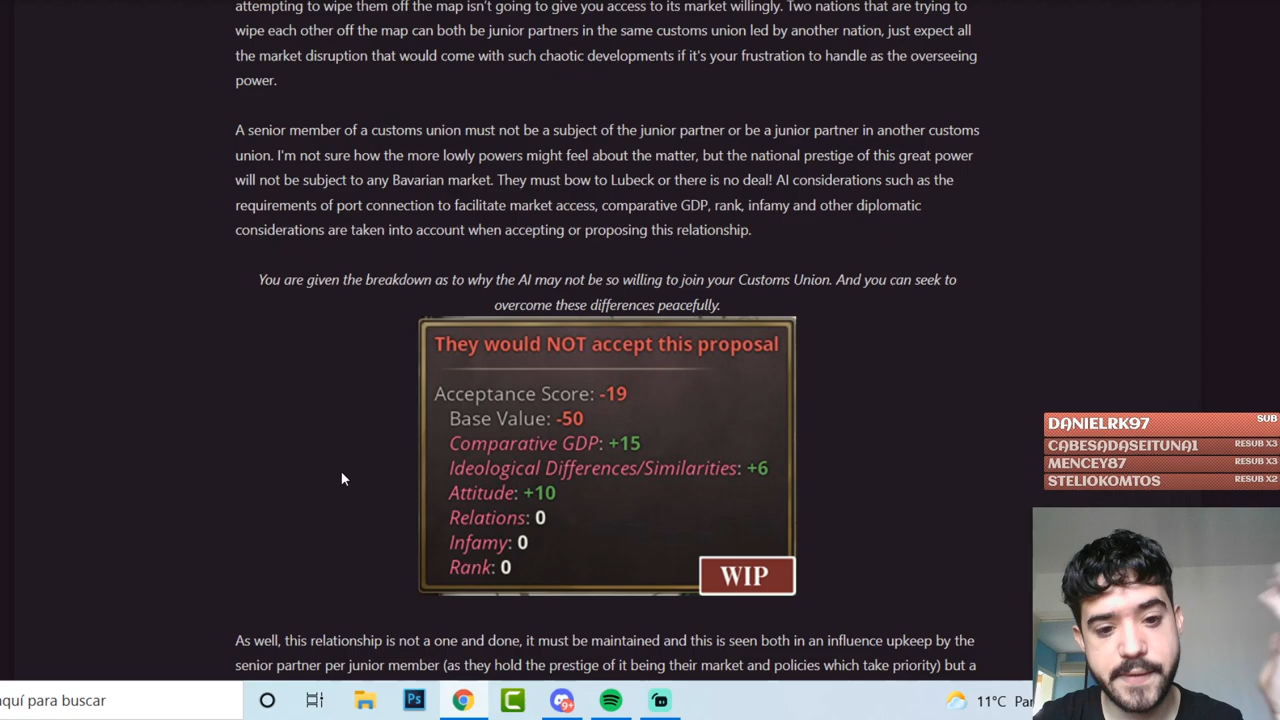 attempting to wipe them off the map isn't going to give you access to its market willingly. Two nations that are trying to
wipe each other off the map can both be junior partners in the same customs union led by another nation, just expect all
the market disruption that would come with such chaotic developments if it's your frustration to handle as the overseeing
power.
A senior member of a customs union must not be a subject of the junior partner or be a junior partner in another customs
union. I'm not sure how the more lowly powers might feel about the matter, but the national prestige of this great power
will not be subject to any Bavarian market. They must bow to Lubeck or there is no deal! AI considerations such as the
requirements of port connection to facilitate market access, comparative GDP, rank, infamy and other diplomatic
considerations are taken into account when accepting or proposing this relationship.
You are given the breakdown as to why the AI may not be so willing to join your Customs Union. And you can seek to
overcome these differences peacefully.
They would NOT accept this proposal
Acceptance Score: -19
Base Value: -50
Comparative GDP: +15
Ideological Differences/Similarities: +6
Attitude: +10
Relations: 0
Infamy: 0
Rank: 0
WIP
As well, this relationship is not a one and done, it must be maintained and this is seen both in an influence upkeep by the
senior partner per junior member (as they hold the prestige of it being their market and policies which take priority) but a
DANIELRK97 SUB
CABESADASEITUNA1 RESUB X3
MENCEY87 RESUB X3
STELIOKOMTOS RESUB X2
aquí para buscar
Ps
9+
11°C Par